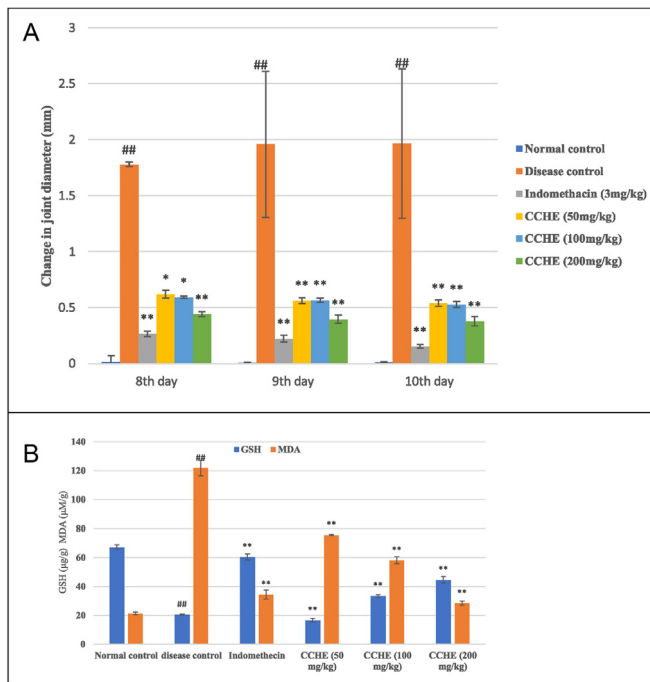 A
Change in joint diameter (mm)
3
2.5
2
1.5
1
0.5
0
##
**
*
*
**
##
**
**
**
**
##
**
**
**
**
8th day
9th day
10th day
Normal control
Disease control
Indomethacin (3mg/kg)
CCHE (50mg/kg)
CCHE (100mg/kg)
CCHE (200mg/kg)
B
GSH (µg/g) MDA (µM/g)
GSH
MDA
140
120
100
80
60
40
20
0
##
##
**
**
**
**
**
**
**
**
Normal control
disease control
Indomethecin
CCHE (50
mg/kg)
CCHE (100
mg/kg)
CCHE (200
mg/kg)